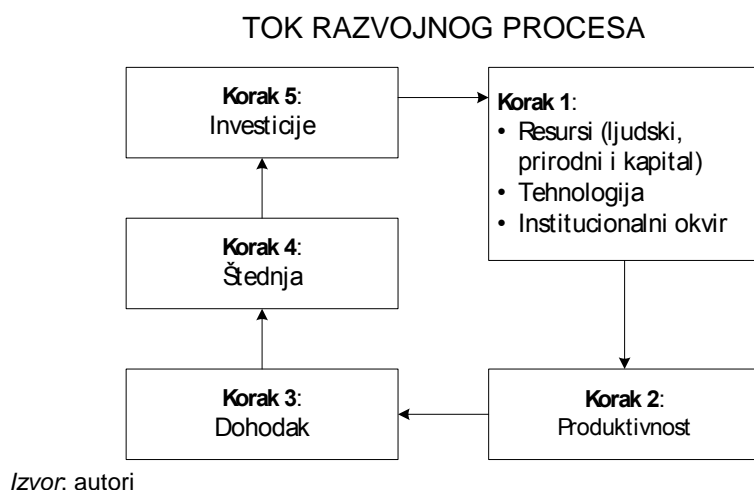 TOK RAZVOJNOG PROCESA
Korak 5:
Investicije
Korak 1:
• Resursi (ljudski,
prirodni i kapital)
• Tehnologija
• Institucionalni okvir
Korak 4:
Štednja
Korak 3:
Dohodak
Korak 2:
Produktivnost
Izvor: autori